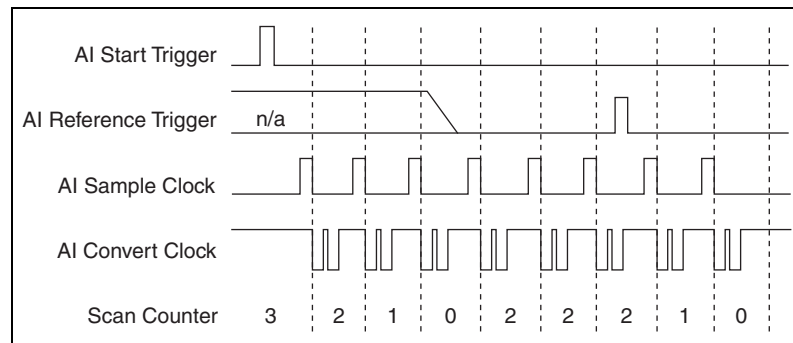 AI Start Trigger
AI Reference Trigger n/a
AI Sample Clock
AI Convert Clock
Scan Counter 3 2 1 0 2 2 2 1 0